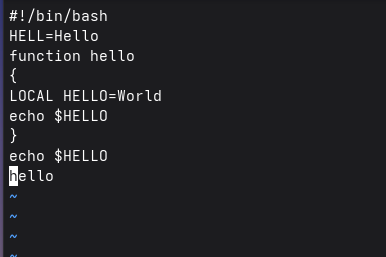 #!/bin/bash
HELL=Hello
function hello
{
LOCAL HELLO=World
echo $HELLO
}
echo $HELLO
hello
~
~
~
~